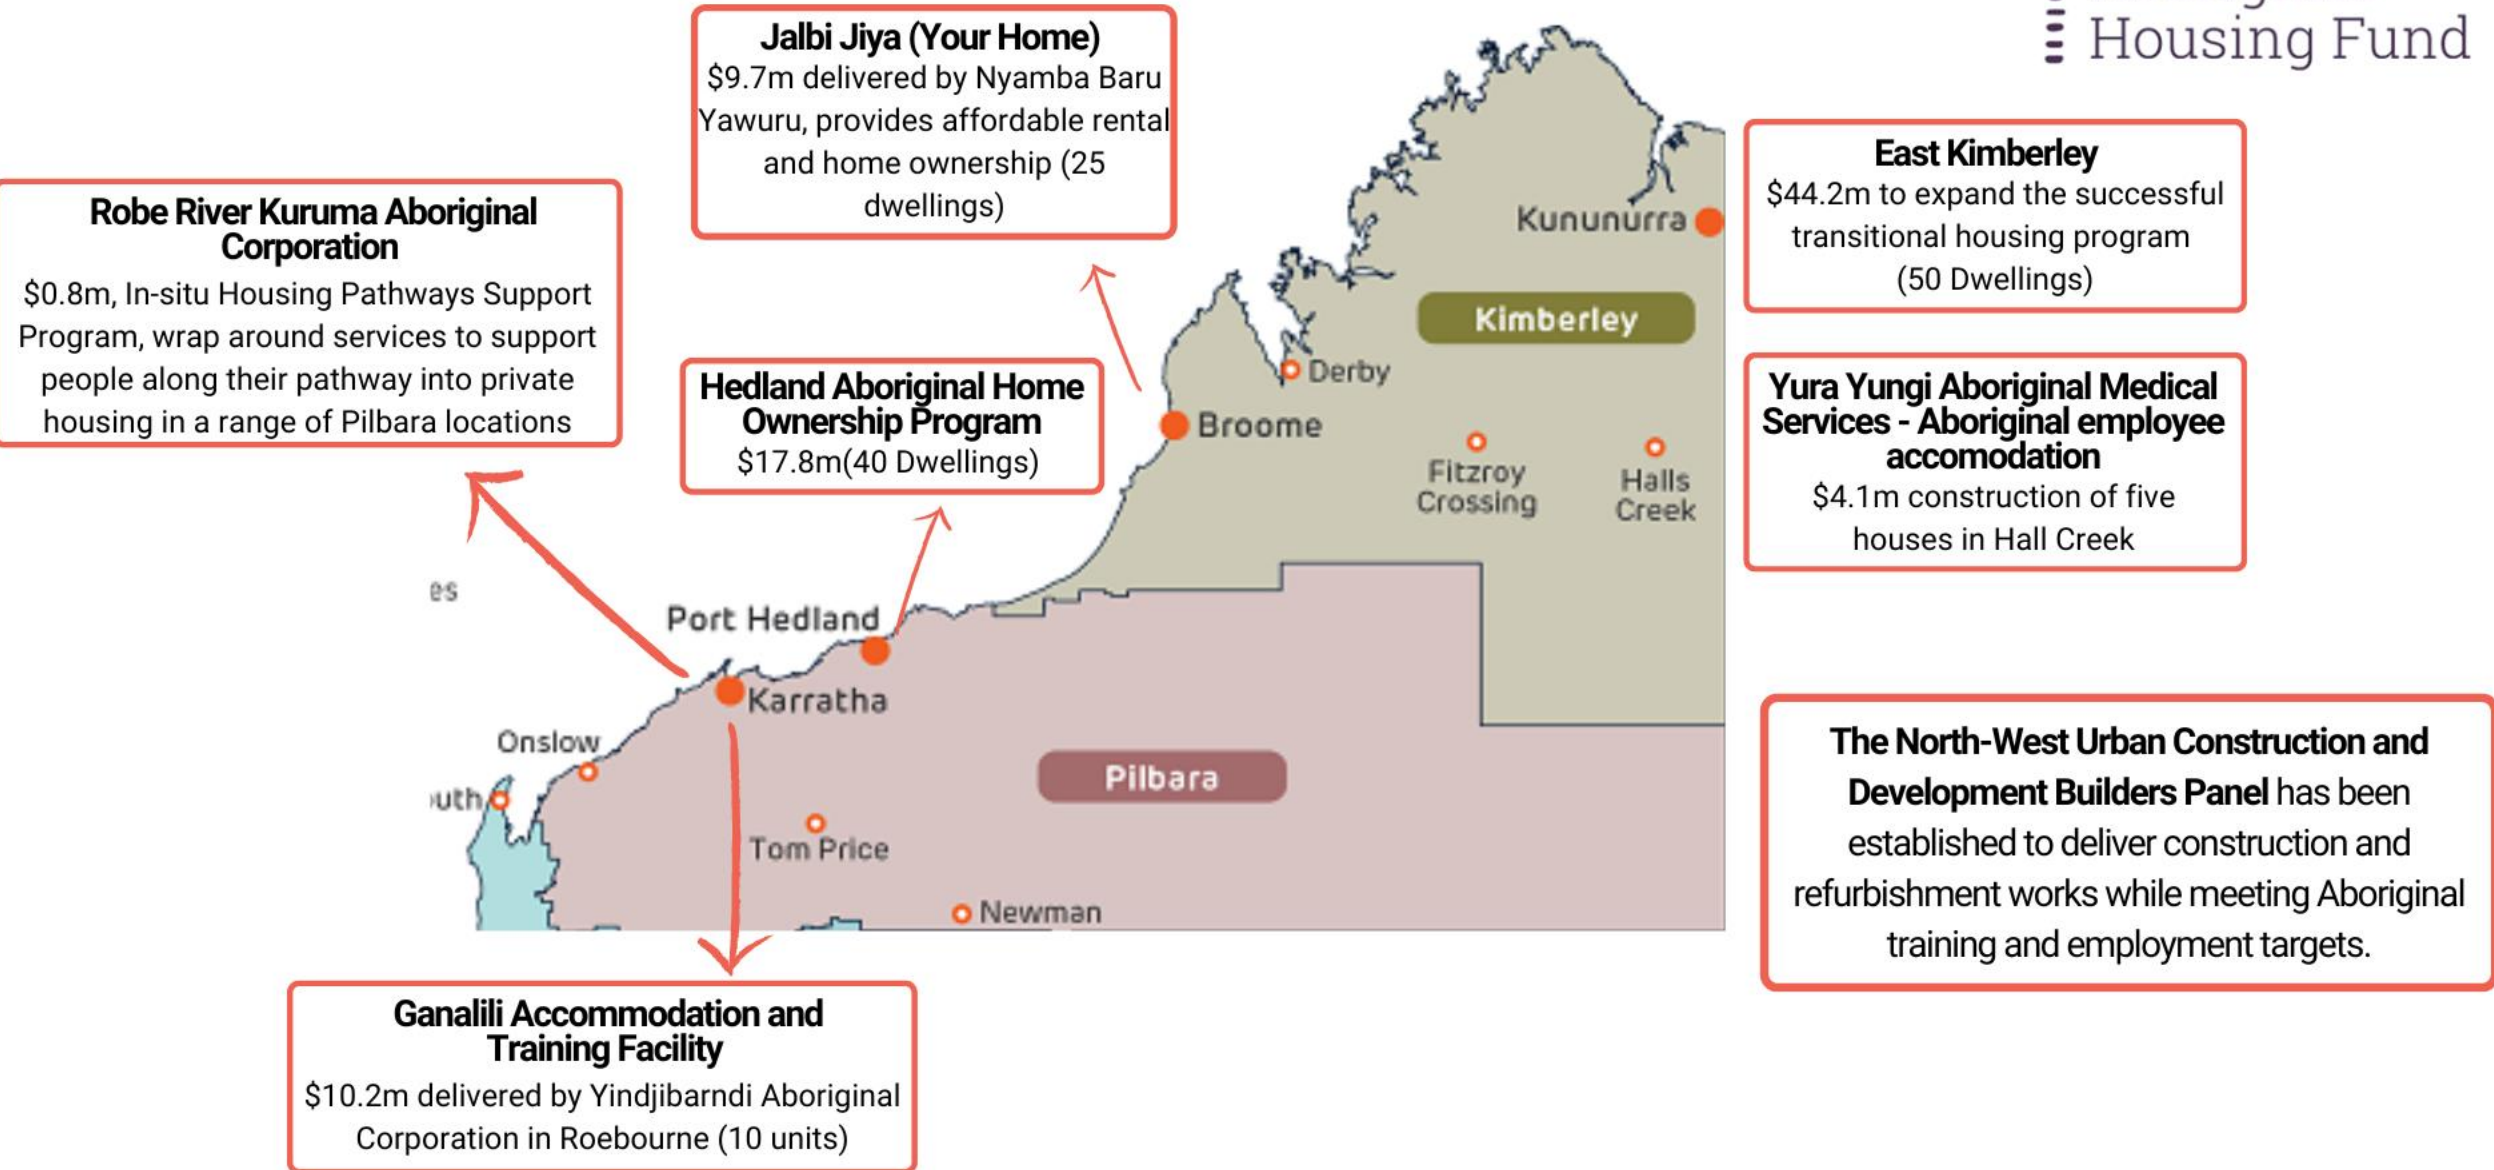 Housing Fund
Jalbi Jiya (Your Home)
$9.7m delivered by Nyamba Baru
Yawuru, provides affordable rental
and home ownership (25
dwellings)
East Kimberley
$44.2m to expand the successful
transitional housing program
(50 Dwellings)
Robe River Kuruma Aboriginal
Corporation
$0.8m, In-situ Housing Pathways Support
Program, wrap around services to support
people along their pathway into private
housing in a range of Pilbara locations
Hedland Aboriginal Home
Ownership Program
$17.8m(40 Dwellings)
Yura Yungi Aboriginal Medical
Services - Aboriginal employee
accomodation
$4.1m construction of five
houses in Hall Creek
Kununurra
Kimberley
Derby
Broome
Fitzroy
Crossing
Halls
Creek
es
Port Hedland
Karratha
Onslow
uth
Pilbara
Tom Price
Newman
The North-West Urban Construction and
Development Builders Panel has been
established to deliver construction and
refurbishment works while meeting Aboriginal
training and employment targets.
Ganalili Accommodation and
Training Facility
$10.2m delivered by Yindjibarndi Aboriginal
Corporation in Roebourne (10 units)